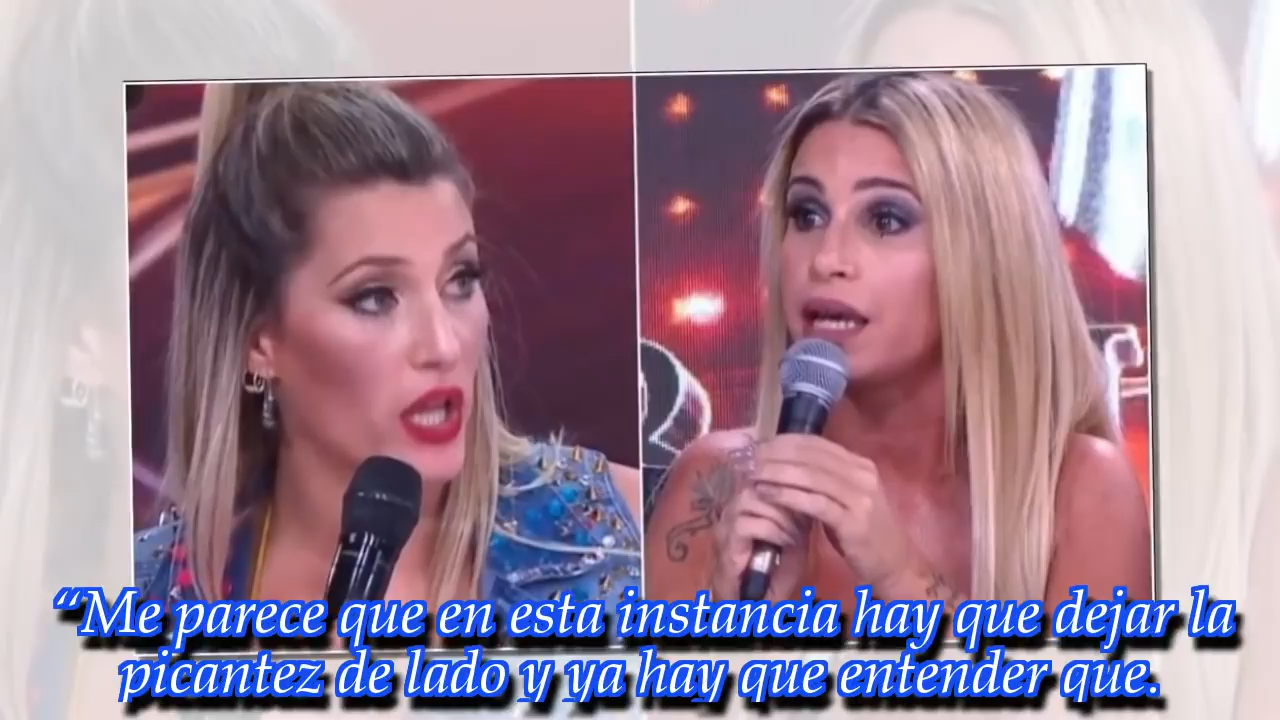 “Me parece que en esta instancia hay que dejar la
picantez de lado y ya hay que entender que.